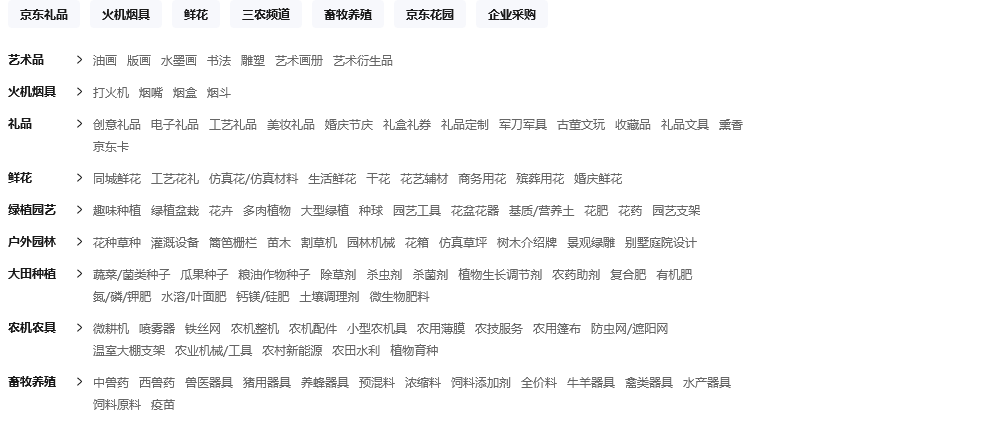 京东礼品 火机烟具 鲜花 三农频道 畜牧养殖 京东花园 企业采购
艺术品 > 油画 版画 水墨画 书法 雕塑 艺术画册 艺术衍生品
火机烟具 > 打火机 烟嘴 烟盒 烟斗
礼品 > 创意礼品 电子礼品 工艺礼品 美妆礼品 婚庆节庆 礼盒礼券 礼品定制 军刀军具 古董文玩 收藏品 礼品文具 熏香
京东卡
鲜花 > 同城鲜花 工艺花礼 仿真花/仿真材料 生活鲜花 干花 花艺辅材 商务用花 殡葬用花 婚庆鲜花
绿植园艺 > 趣味种植 绿植盆栽 花卉 多肉植物 大型绿植 种球 园艺工具 花盆花器 基质/营养土 花肥 花药 园艺支架
户外园林 > 花种草种 灌溉设备 篱笆栅栏 苗木 割草机 园林机械 花箱 仿真草坪 树木介绍牌 景观绿雕 别墅庭院设计
大田种植 > 蔬菜/菌类种子 瓜果种子 粮油作物种子 除草剂 杀虫剂 杀菌剂 植物生长调节剂 农药助剂 复合肥 有机肥
氮/磷/钾肥 水溶/叶面肥 钙镁/硅肥 土壤调理剂 微生物肥料
农机农具 > 微耕机 喷雾器 铁丝网 农机整机 农机配件 小型农机具 农用薄膜 农技服务 农用篷布 防虫网/遮阳网
温室大棚支架 农业机械/工具 农村新能源 农田水利 植物育种
畜牧养殖 > 中兽药 西兽药 兽医器具 猪用器具 养蜂器具 预混料 浓缩料 饲料添加剂 全价料 牛羊器具 禽类器具 水产器具
饲料原料 疫苗